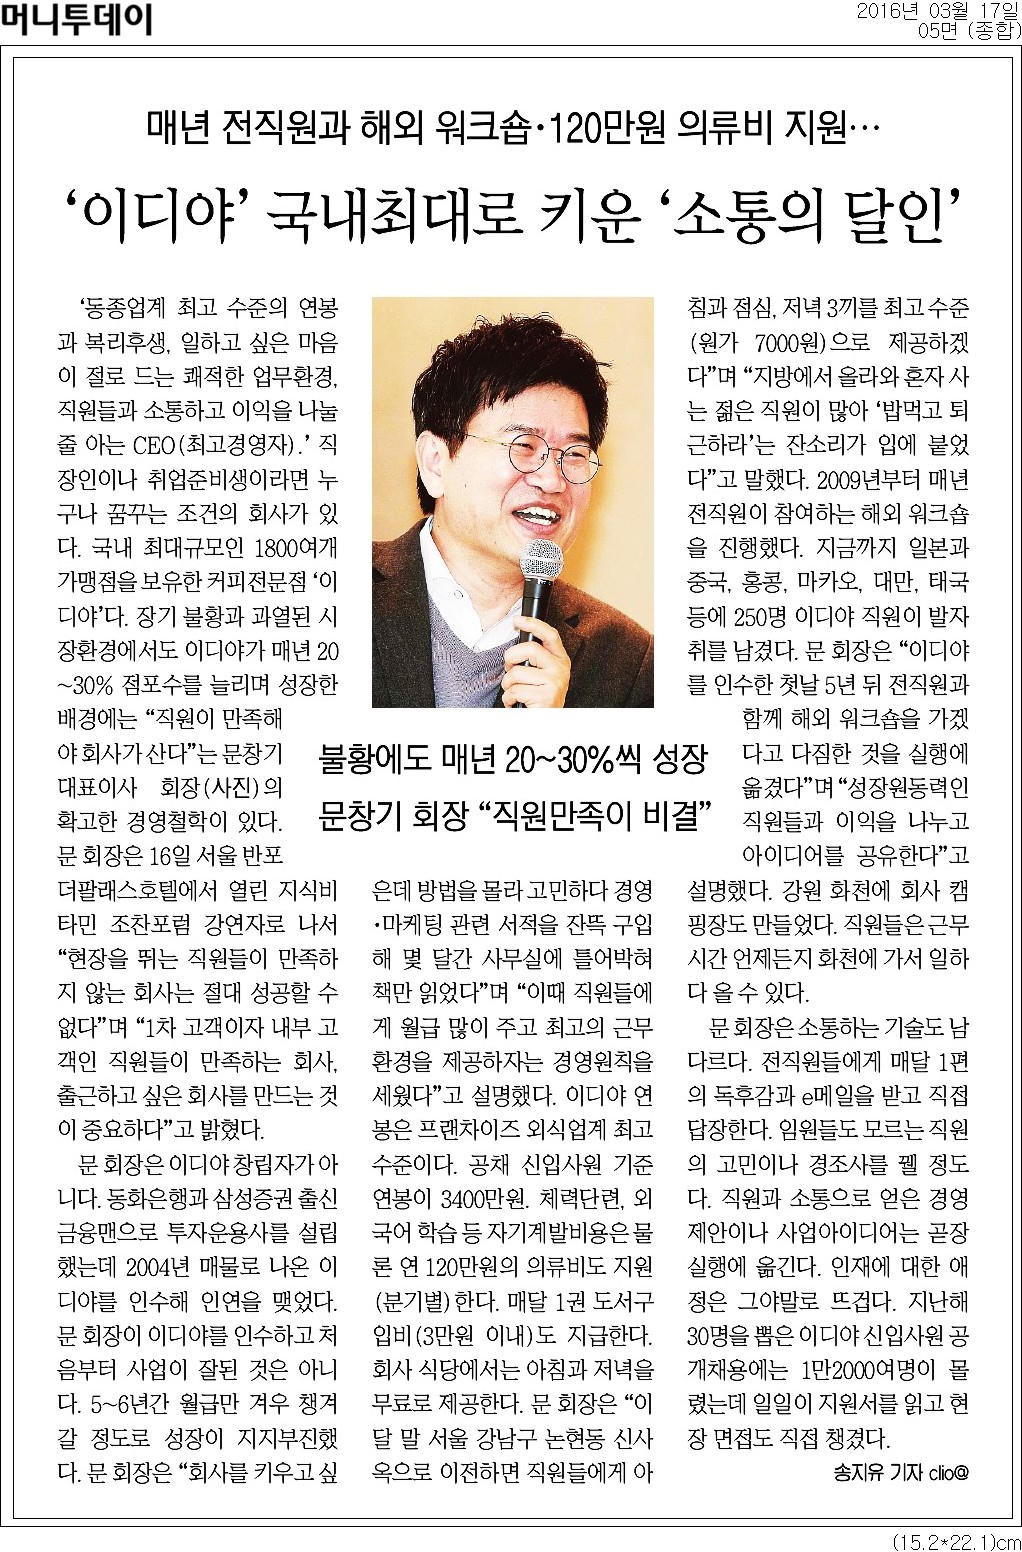 머니투데이
2016년 03월 17일
05면 (종합)
매년 전직원과 해외 워크숍·120만원 의류비 지원…
‘이디야’ 국내최대로 키운 ‘소통의 달인’
‘동종업계 최고 수준의 연봉
과 복리후생, 일하고 싶은 마음
이 절로 드는 쾌적한 업무환경,
직원들과 소통하고 이익을 나눌
줄 아는 CEO(최고경영자).’ 직
장인이나 취업준비생이라면 누
구나 꿈꾸는 조건의 회사가 있
다. 국내 최대규모인 1800여개
가맹점을 보유한 커피전문점 ‘이
디야’다. 장기 불황과 과열된 시
장환경에서도 이디야가 매년 20
~30% 점포수를 늘리며 성장한
배경에는 “직원이 만족해
야 회사가 산다”는 문창기
대표이사 회장(사진)의
확고한 경영철학이 있다.
문 회장은 16일 서울 반포
더팔래스호텔에서 열린 지식비
타민 조찬포럼 강연자로 나서
“현장을 뛰는 직원들이 만족하
지 않는 회사는 절대 성공할 수
없다”며 “1차 고객이자 내부 고
객인 직원들이 만족하는 회사,
출근하고 싶은 회사를 만드는 것
이 중요하다”고 밝혔다.
문 회장은 이디야 창립자가 아
니다. 동화은행과 삼성증권 출신
금융맨으로 투자운용사를 설립
했는데 2004년 매물로 나온 이
디야를 인수해 인연을 맺었다.
문 회장이 이디야를 인수하고 처
음부터 사업이 잘된 것은 아니
다. 5~6년간 월급만 겨우 챙겨
갈 정도로 성장이 지지부진했
다. 문 회장은 “회사를 키우고 싶
불황에도 매년 20~30%씩 성장
문창기 회장 “직원만족이 비결”
은데 방법을 몰라 고민하다 경영
·마케팅 관련 서적을 잔뜩 구입
해 몇 달간 사무실에 틀어박혀
책만 읽었다”며 “이때 직원들에
게 월급 많이 주고 최고의 근무
환경을 제공하자는 경영원칙을
세웠다”고 설명했다. 이디야 연
봉은 프랜차이즈 외식업계 최고
수준이다. 공채 신입사원 기준
연봉이 3400만원. 체력단련, 외
국어 학습 등 자기계발비용은 물
론 연 120만원의 의류비도 지원
(분기별)한다. 매달 1권 도서구
입비(3만원 이내)도 지급한다.
회사 식당에서는 아침과 저녁을
무료로 제공한다. 문 회장은 “이
달 말 서울 강남구 논현동 신사
옥으로 이전하면 직원들에게 아
침과 점심, 저녁 3끼를 최고 수준
(원가 7000원)으로 제공하겠
다”며 “지방에서 올라와 혼자 사
는 젊은 직원이 많아 ‘밥먹고 퇴
근하라’는 잔소리가 입에 붙었
다”고 말했다. 2009년부터 매년
전직원이 참여하는 해외 워크숍
을 진행했다. 지금까지 일본과
중국, 홍콩, 마카오, 대만, 태국
등에 250명 이디야 직원이 발자
취를 남겼다. 문 회장은 “이디야
를 인수한 첫날 5년 뒤 전직원과
함께 해외 워크숍을 가겠
다고 다짐한 것을 실행에
옮겼다”며 “성장원동력인
직원들과 이익을 나누고
아이디어를 공유한다”고
설명했다. 강원 화천에 회사 캠
핑장도 만들었다. 직원들은 근무
시간 언제든지 화천에 가서 일하
다 올 수 있다.
문 회장은 소통하는 기술도 남
다르다. 전직원들에게 매달 1편
의 독후감과 e메일을 받고 직접
답장한다. 임원들도 모르는 직원
의 고민이나 경조사를 꿸 정도
다. 직원과 소통으로 얻은 경영
제안이나 사업아이디어는 곧장
실행에 옮긴다. 인재에 대한 애
정은 그야말로 뜨겁다. 지난해
30명을 뽑은 이디야 신입사원 공
개채용에는 1만2000여명이 몰
렸는데 일일이 지원서를 읽고 현
장 면접도 직접 챙겼다.
송지유 기자 clio@
(15.2*22.1)cm